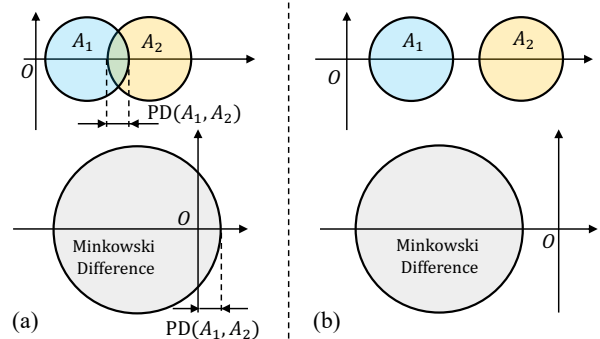 A₁ A₂
O
PD(A₁, A₂)
O
Minkowski
Difference
PD(A₁, A₂)
(a)
A₁ A₂
O
O
Minkowski
Difference
(b)